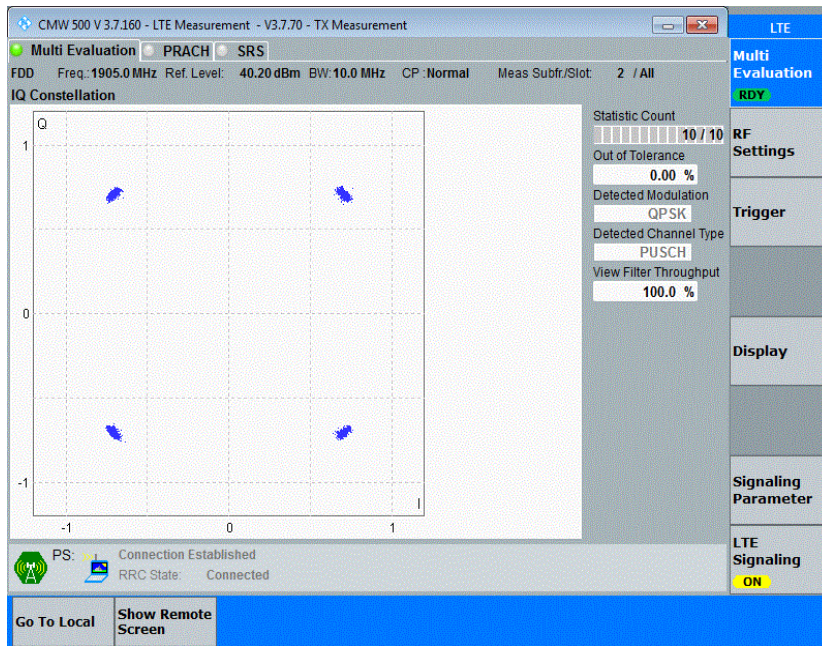 CMW 500 V 3.7.160 - LTE Measurement - V3.7.70 - TX Measurement
LTE
Multi Evaluation PRACH SRS
FDD Freq.: 1905.0 MHz Ref. Level: 40.20 dBm BW: 10.0 MHz CP : Normal Meas Subfr/Slot: 2 / All
IQ Constellation
Q
1
0
-1
I
-1 0 1
Statistic Count
10 / 10
Out of Tolerance
0.00 %
Detected Modulation
QPSK
Detected Channel Type
PUSCH
View Filter Throughput
100.0 %
Multi
Evaluation
RDY
RF
Settings
Trigger
Display
Signaling
Parameter
LTE
Signaling
ON
PS: Connection Established
RRC State: Connected
Go To Local
Show Remote
Screen